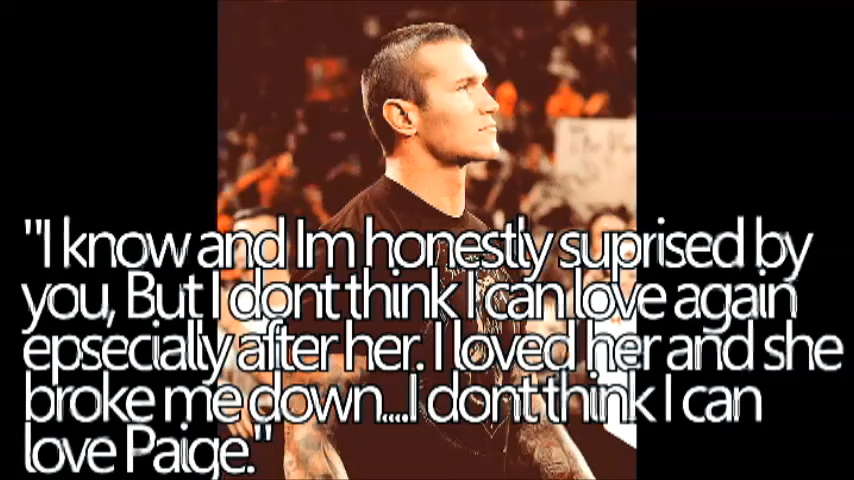 "I know and Im honestly suprised by
you, But I dont think I can love again
epsecially after her. I loved her and she
broke me down....I dont think I can
love Paige."